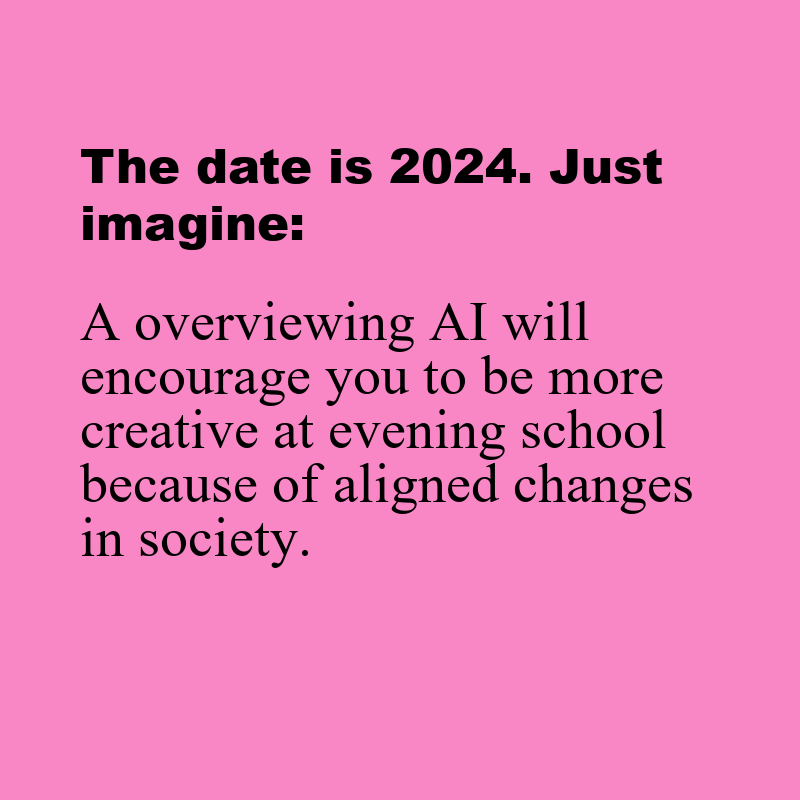 The date is 2024. Just
imagine:
A overviewing AI will
encourage you to be more
creative at evening school
because of aligned changes
in society.